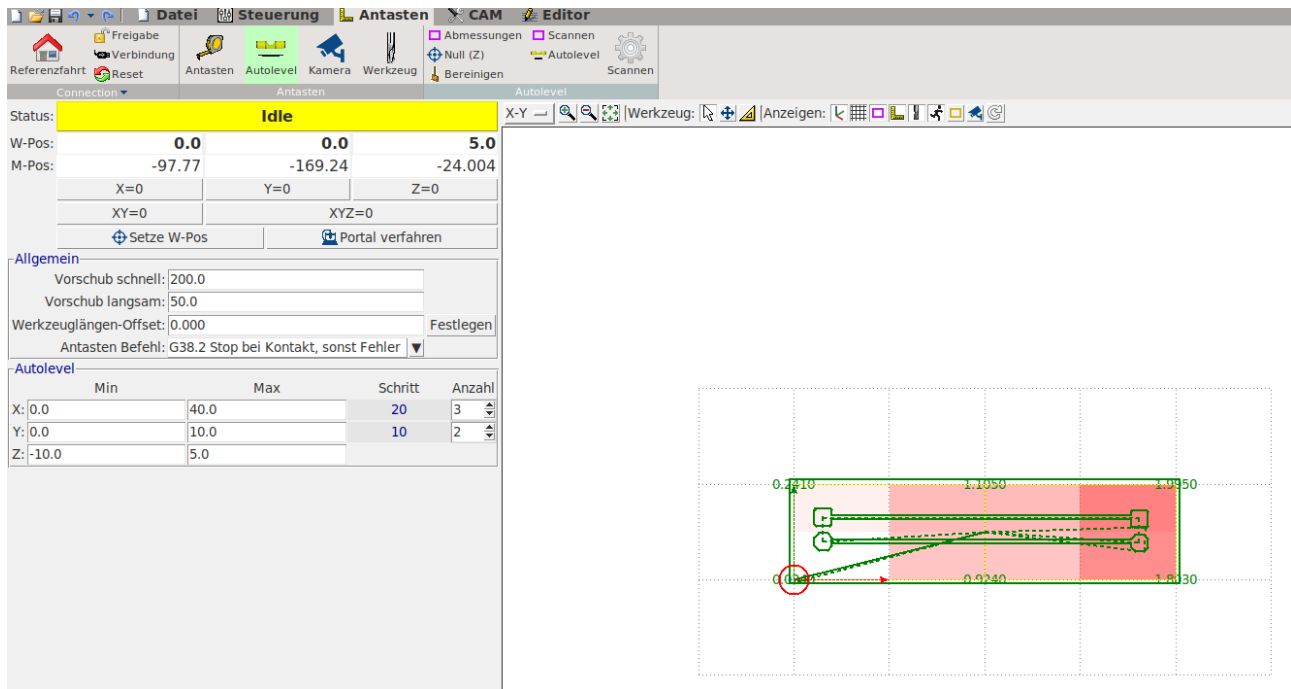 Datei Steuerung Antasten CAM Editor
Freigabe
Verbindung
Reset
Referenzfahrt
Connection
Antasten Autolevel Kamera Werkzeug
Antasten
Abmessungen Scannen
Null (Z) Autolevel
Bereinigen
Scannen
Autolevel
Status: Idle
W-Pos: 0.0 0.0 5.0
M-Pos: -97.77 -169.24 -24.004
X=0 Y=0 Z=0
XY=0 XYZ=0
Setze W-Pos Portal verfahren
Allgemein
Vorschub schnell: 200.0
Vorschub langsam: 50.0
Werkzeuglängen-Offset: 0.000 Festlegen
Antasten Befehl: G38.2 Stop bei Kontakt, sonst Fehler
Autolevel
Min Max Schritt Anzahl
X: 0.0 40.0 20 3
Y: 0.0 10.0 10 2
Z: -10.0 5.0
X-Y Werkzeug: Anzeigen:
0.2410 1.1050 1.9950
0.9240 1.8030